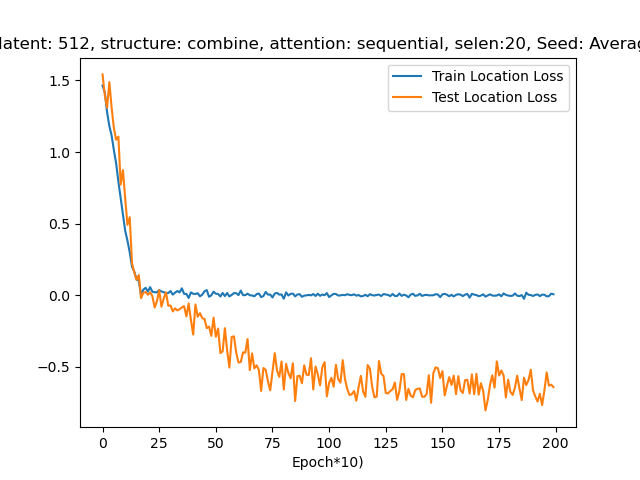 latent: 512, structure: combine, attention: sequential, selen:20, Seed: Averag
Train Location Loss
Test Location Loss
1.5
1.0
0.5
0.0
−0.5
0 25 50 75 100 125 150 175 200
Epoch*10)